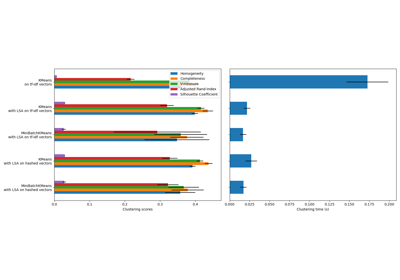 Homogeneity
Completeness
V-measure
Adjusted Rand-Index
Silhouette Coefficient
KMeans
on tf-idf vectors
KMeans
with LSA on tf-idf vectors
MiniBatchKMeans
with LSA on tf-idf vectors
KMeans
with LSA on hashed vectors
MiniBatchKMeans
with LSA on hashed vectors
0.0 0.1 0.2 0.3 0.4
Clustering scores
0.000 0.025 0.050 0.075 0.100 0.125 0.150 0.175 0.200
Clustering time (s)